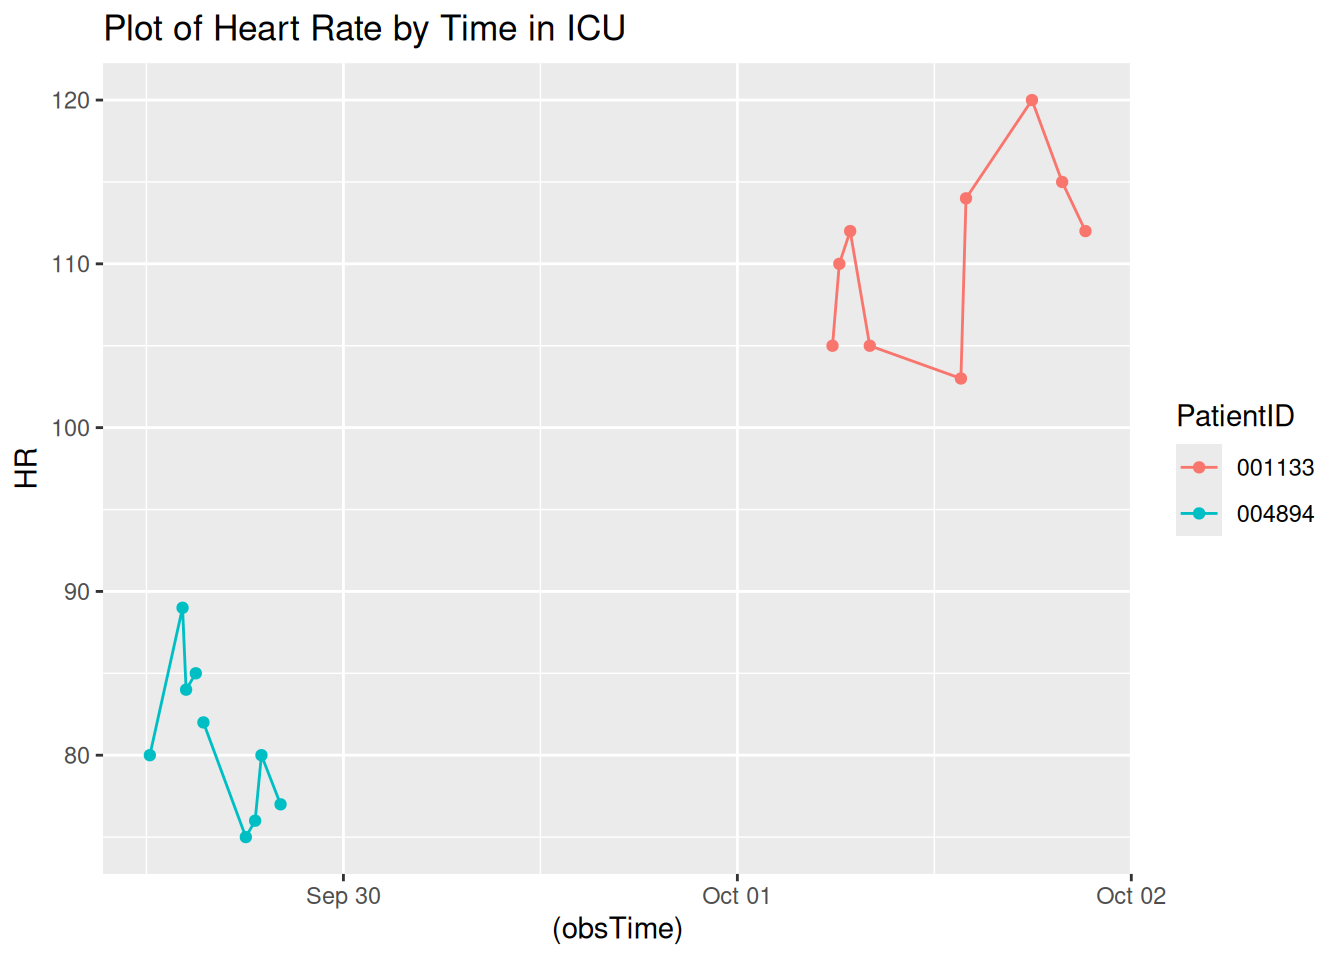 Plot of Heart Rate by Time in ICU
120
110
100
90
80
HR
Sep 30
Oct 01
Oct 02
(obsTime)
PatientID
001133
004894